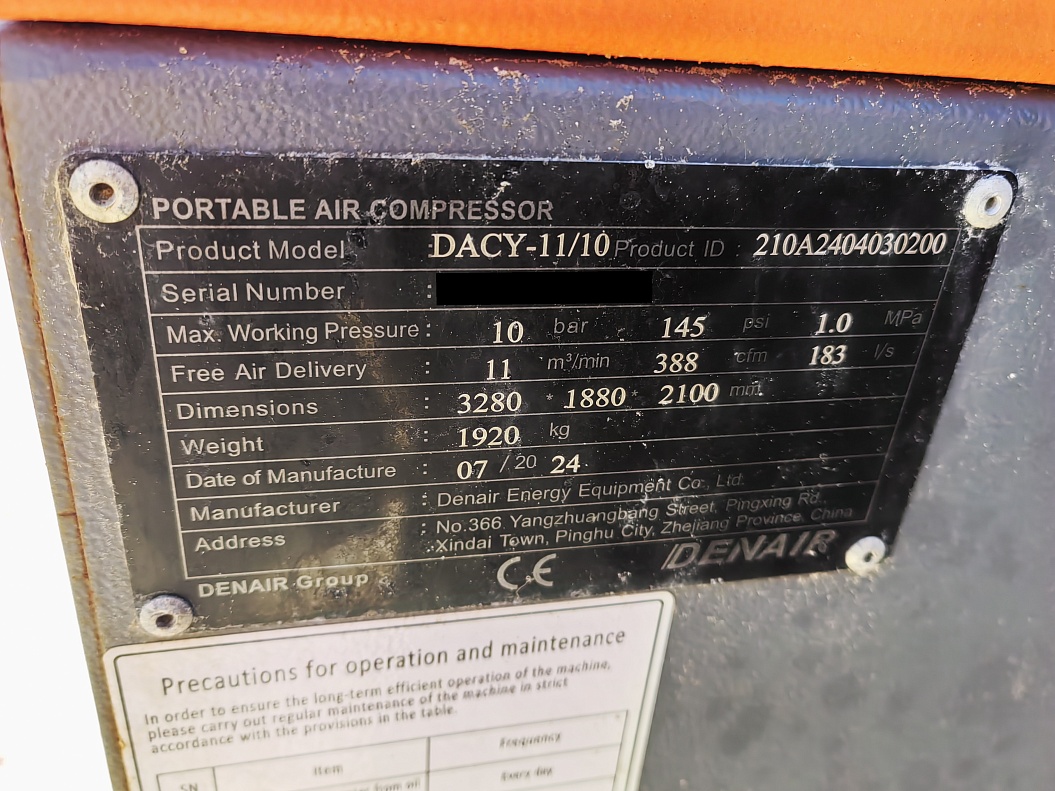 PORTABLE AIR COMPRESSOR
Product Model : DACY-11/10 Product ID : 210A2404030200
Serial Number :
Max. Working Pressure : 10 bar 145 psi 1.0 MPa
Free Air Delivery : 11 m³/min 388 cfm 183 l/s
Dimensions : 3280 * 1880 * 2100 mm
Weight : 1920 kg
Date of Manufacture : 07 / 20 24
Manufacturer : Denair Energy Equipment Co., Ltd.
Address : No.366, Yangzhuangbang Street, Pingxing Rd.,
Xindai Town, Pinghu City, Zhejiang Province, China
DENAIR Group CE DENAIR
Precautions for operation and maintenance
In order to ensure the long-term efficient operation of the machine,
please carry out regular maintenance of the machine in strict
accordance with the provisions in the table.
SN Item Frequency
Every day